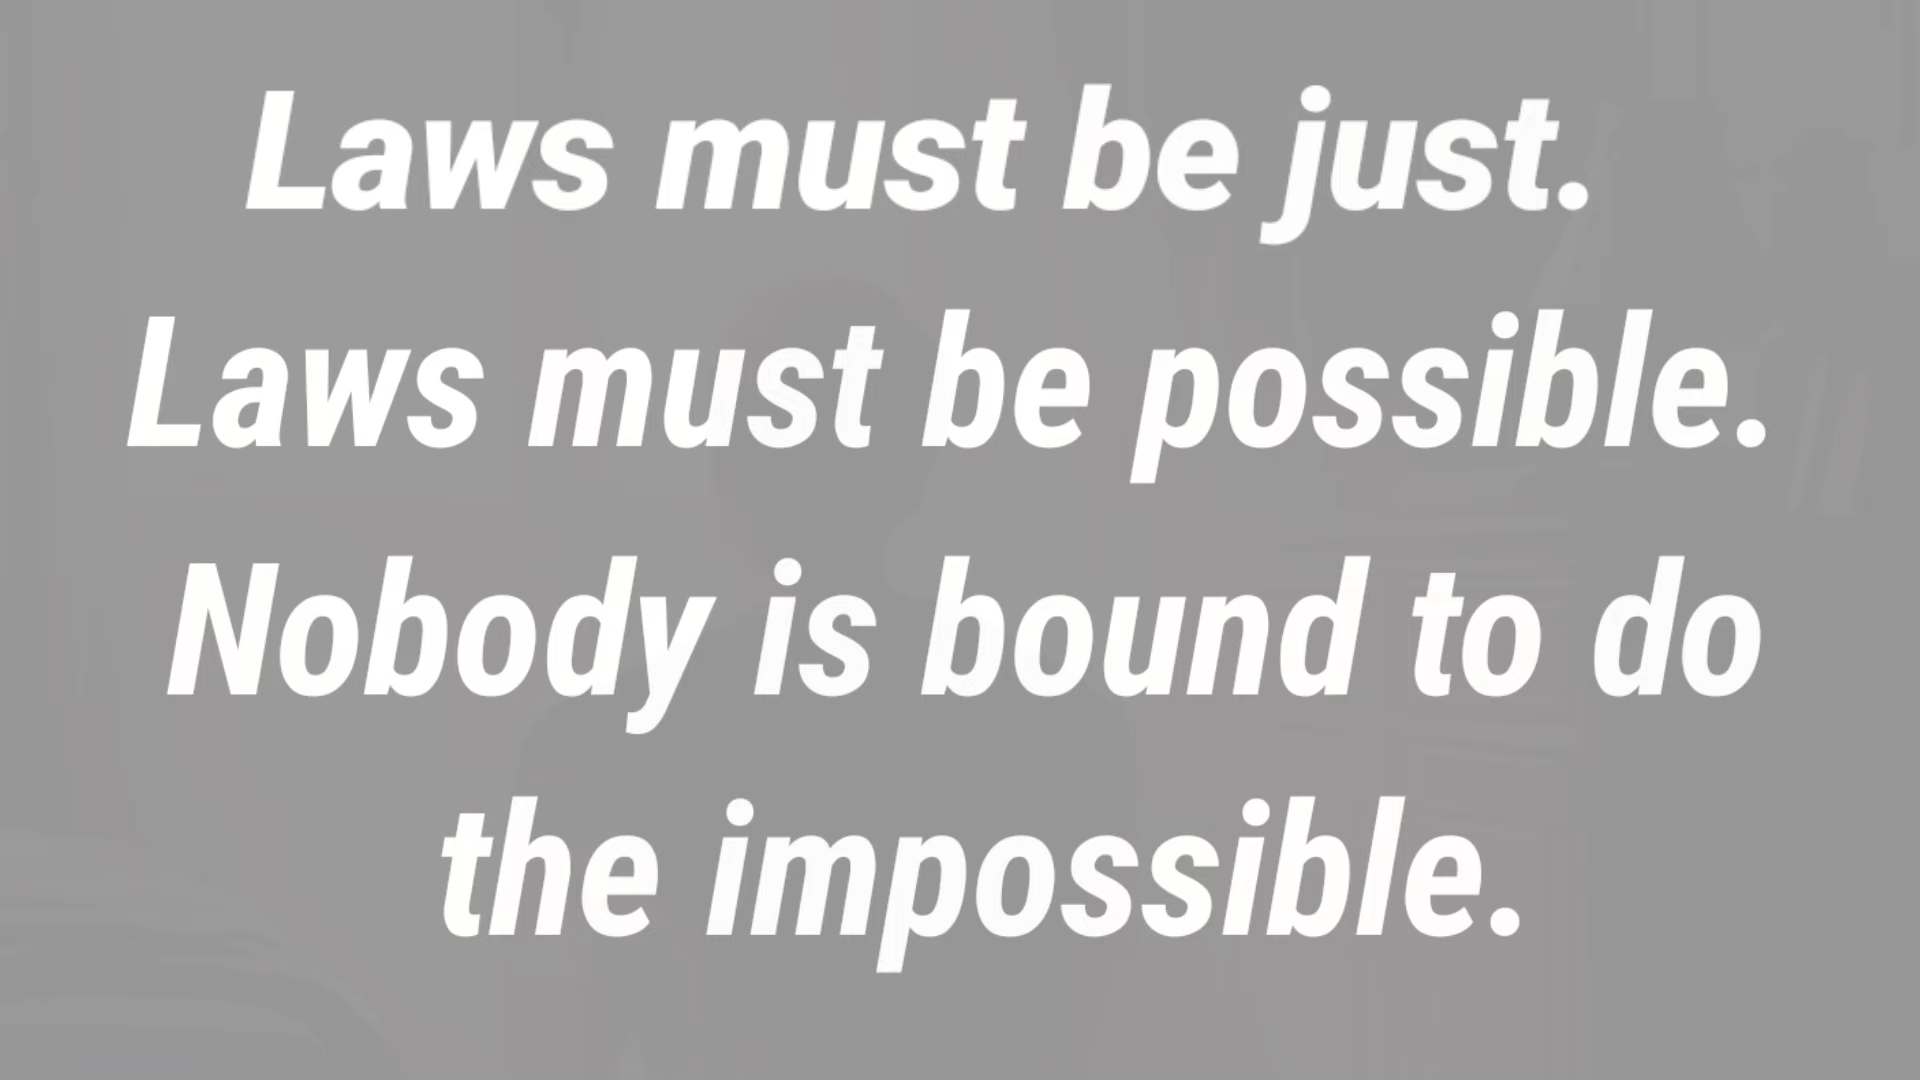 Laws must be just.
Laws must be possible.
Nobody is bound to do
the impossible.